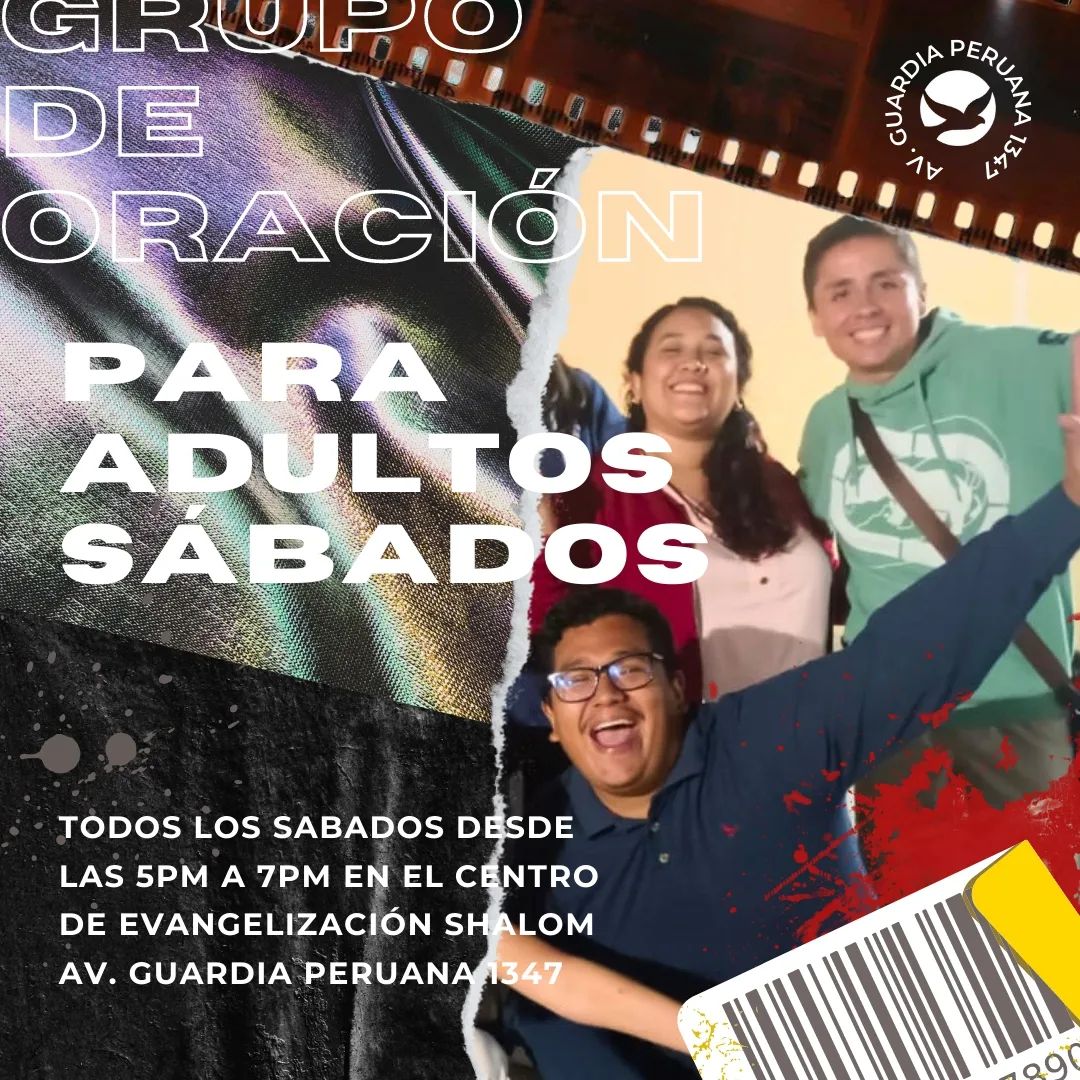 GRUPO
DE
ORACIÓN
AV. GUARDIA PERUANA 1347
PARA
ADULTOS
SÁBADOS
TODOS LOS SABADOS DESDE
LAS 5PM A 7PM EN EL CENTRO
DE EVANGELIZACIÓN SHALOM
AV. GUARDIA PERUANA 1347
7890